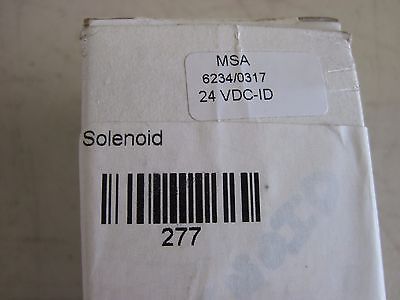 MSA
6234/0317
24 VDC-ID
Solenoid
277